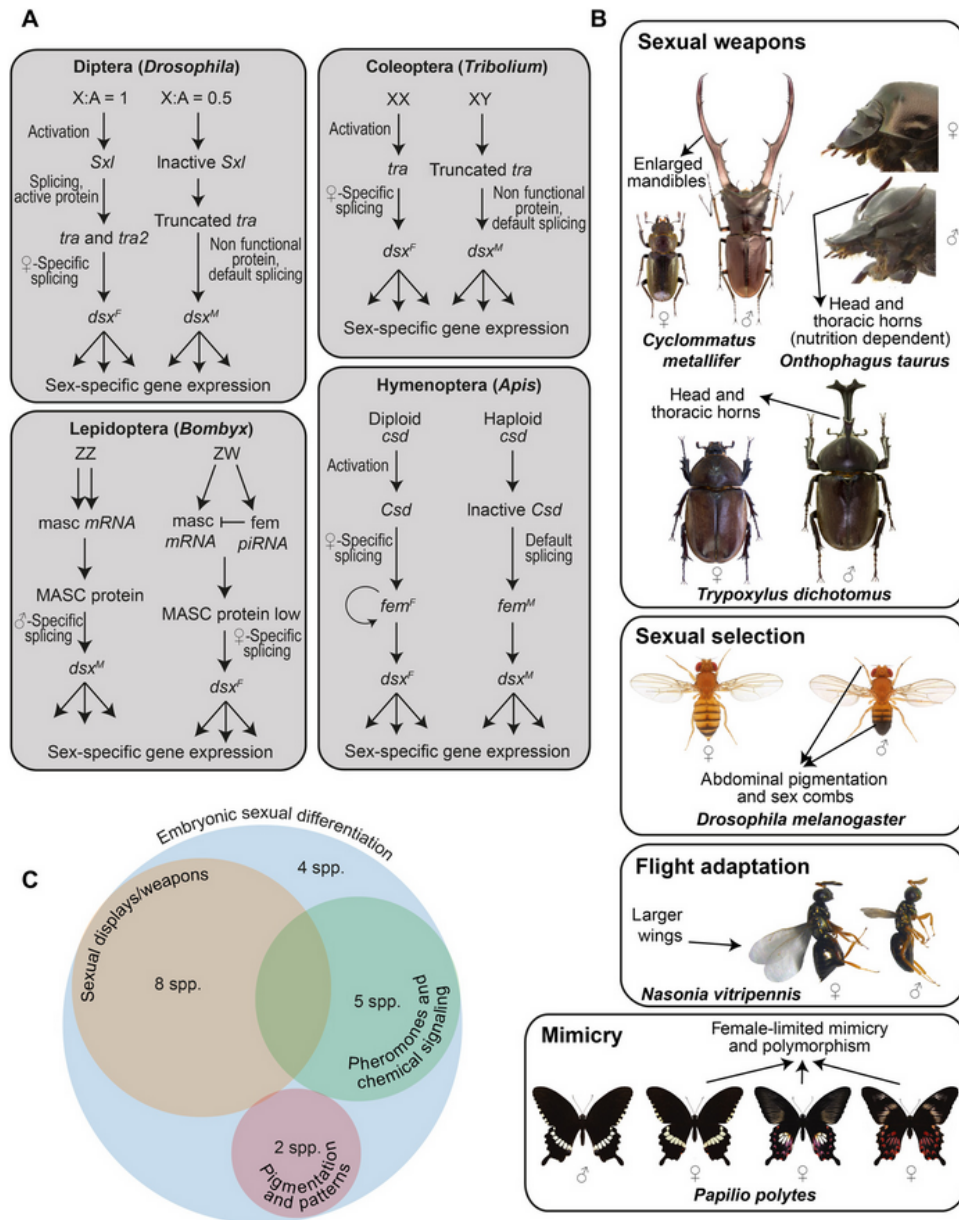 A
Diptera (Drosophila)
X:A = 1
X:A = 0.5
Activation
Sxl
Inactive Sxl
Splicing,
active protein
Truncated tra
tra and tra2
Non functional
protein,
default splicing
♀-Specific
splicing
dsxF
dsxM
Sex-specific gene expression
Coleoptera (Tribolium)
XX
XY
Activation
tra
Truncated tra
♀-Specific
splicing
Non functional
protein,
default splicing
dsxF
dsxM
Sex-specific gene expression
Lepidoptera (Bombyx)
ZZ
ZW
masc mRNA
masc
mRNA
fem
piRNA
MASC protein
MASC protein low
♂-Specific
splicing
♀-Specific
splicing
dsxM
dsxF
Sex-specific gene expression
Hymenoptera (Apis)
Diploid
csd
Haploid
csd
Activation
Csd
Inactive Csd
♀-Specific
splicing
Default
splicing
femF
femM
dsxF
dsxM
Sex-specific gene expression
B
Sexual weapons
Enlarged
mandibles
♀
♂
Cyclommatus
metallifer
♀
♂
Head and
thoracic horns
(nutrition dependent)
Onthophagus taurus
Head and
thoracic horns
♀
♂
Trypoxylus dichotomus
Sexual selection
♀
♂
Abdominal pigmentation
and sex combs
Drosophila melanogaster
Flight adaptation
Larger
wings
Nasonia vitripennis
♀
♂
Mimicry
Female-limited mimicry
and polymorphism
♂
♀
♀
♀
Papilio polytes
C
Embryonic sexual differentiation
4 spp.
Sexual displays/weapons
8 spp.
5 spp.
Pheromones and
chemical signaling
2 spp.
Pigmentation
and patterns